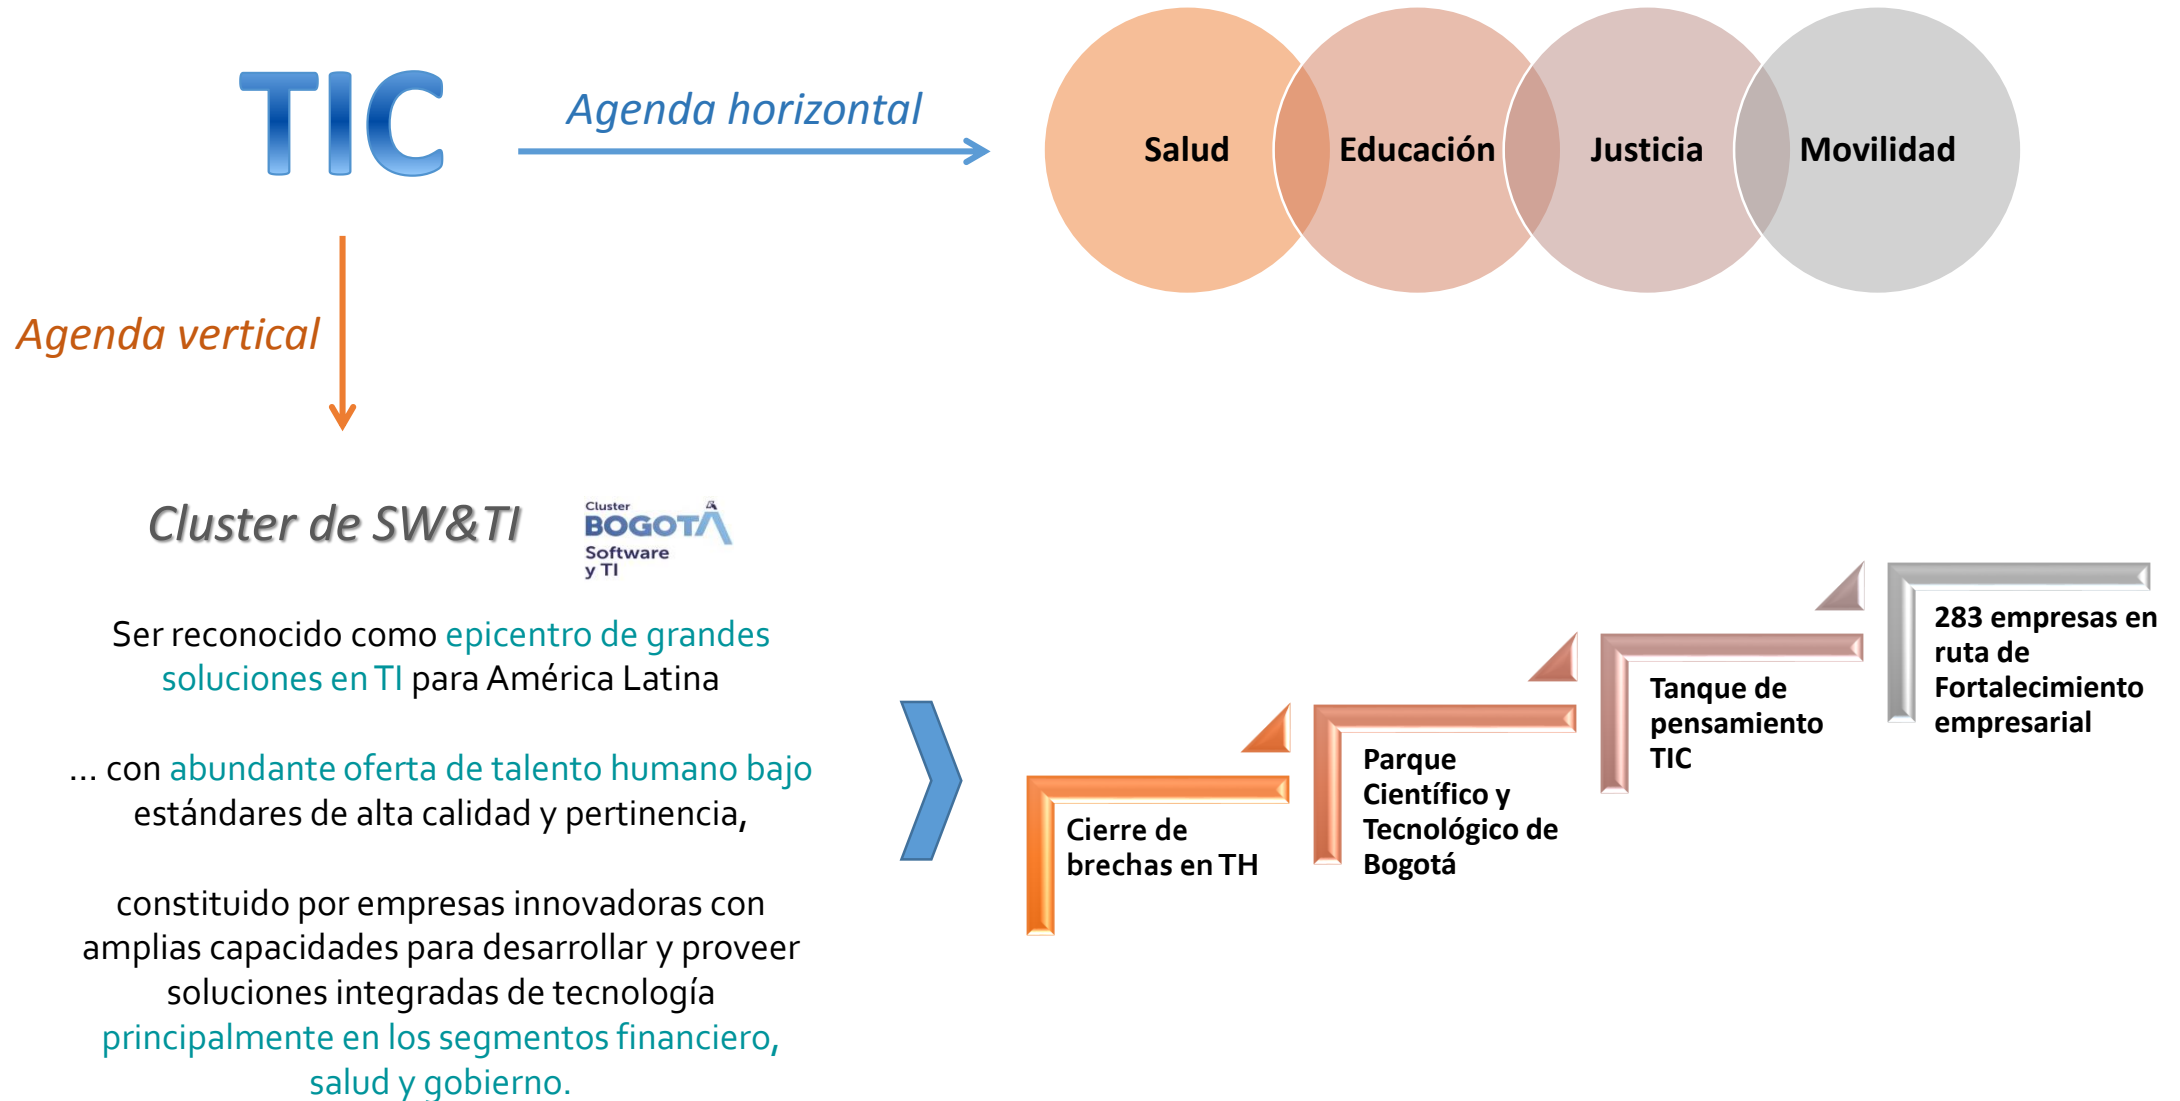 TIC
Agenda horizontal
Salud
Educación
Justicia
Movilidad
Agenda vertical
Cluster de SW&TI
Cluster
BOGOTÁ
Software
y TI
Ser reconocido como epicentro de grandes
soluciones en TI para América Latina
... con abundante oferta de talento humano bajo
estándares de alta calidad y pertinencia,
constituido por empresas innovadoras con
amplias capacidades para desarrollar y proveer
soluciones integradas de tecnología
principalmente en los segmentos financiero,
salud y gobierno.
Cierre de
brechas en TH
Parque
Científico y
Tecnológico de
Bogotá
Tanque de
pensamiento
TIC
283 empresas en
ruta de
Fortalecimiento
empresarial